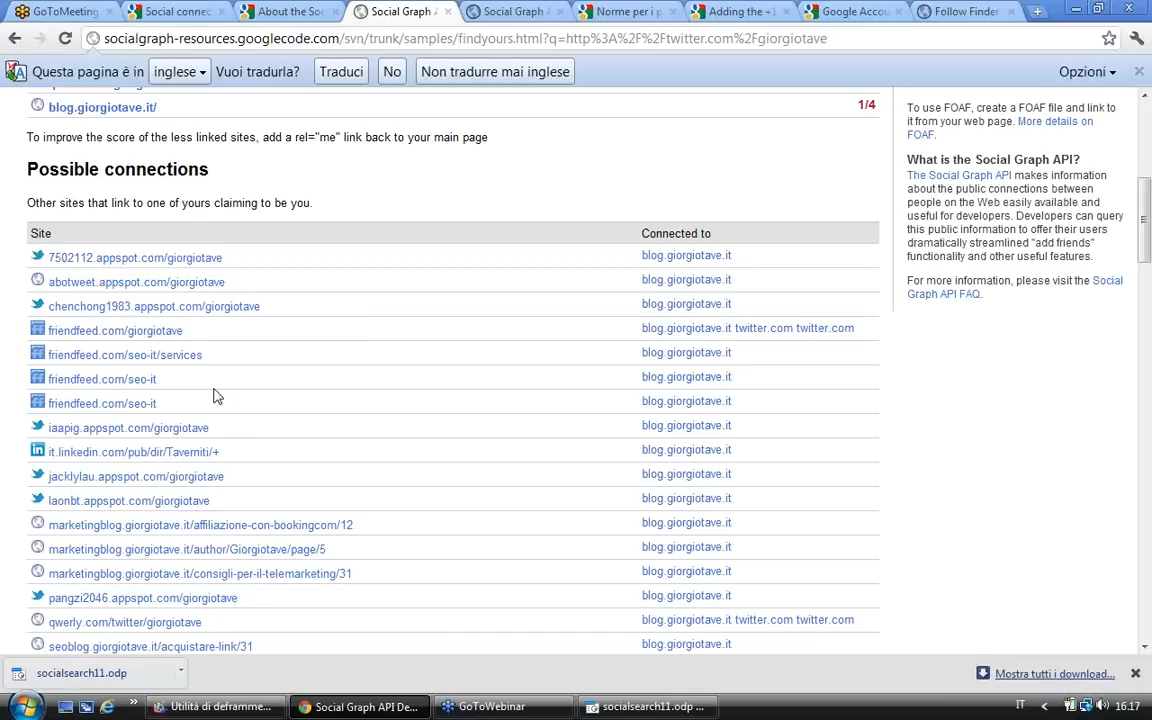 GoToMeeting
Social connec
About the Soc
Social Graph A
Social Graph A
Norme per i p
Adding the +1
Google Accou
Follow Finder
socialgraph-resources.googlecode.com/svn/trunk/samples/findyours.html?q=http%3A%2F%2Ftwitter.com%2Fgiorgiotave
Questa pagina è in inglese Vuoi tradurla? Traduci No Non tradurre mai inglese Opzioni
blog.giorgiotave.it/ 1/4
To improve the score of the less linked sites, add a rel="me" link back to your main page
Possible connections
Other sites that link to one of yours claiming to be you.
Site Connected to
7502112.appspot.com/giorgiotave blog.giorgiotave.it
abotweet.appspot.com/giorgiotave blog.giorgiotave.it
chenchong1983.appspot.com/giorgiotave blog.giorgiotave.it
friendfeed.com/giorgiotave blog.giorgiotave.it twitter.com twitter.com
friendfeed.com/seo-it/services blog.giorgiotave.it
friendfeed.com/seo-it blog.giorgiotave.it
friendfeed.com/seo-it blog.giorgiotave.it
iaapig.appspot.com/giorgiotave blog.giorgiotave.it
it.linkedin.com/pub/dir/Taverniti/+ blog.giorgiotave.it
jacklylau.appspot.com/giorgiotave blog.giorgiotave.it
laonbt.appspot.com/giorgiotave blog.giorgiotave.it
marketingblog.giorgiotave.it/affiliazione-con-bookingcom/12 blog.giorgiotave.it
marketingblog.giorgiotave.it/author/Giorgiotave/page/5 blog.giorgiotave.it
marketingblog.giorgiotave.it/consigli-per-il-telemarketing/31 blog.giorgiotave.it
pangzi2046.appspot.com/giorgiotave blog.giorgiotave.it
qwerly.com/twitter/giorgiotave blog.giorgiotave.it twitter.com twitter.com
seoblog.giorgiotave.it/acquistare-link/31 blog.giorgiotave.it
To use FOAF, create a FOAF file and link to
it from your web page. More details on
FOAF.
What is the Social Graph API?
The Social Graph API makes information
about the public connections between
people on the Web easily available and
useful for developers. Developers can query
this public information to offer their users
dramatically streamlined "add friends"
functionality and other useful features.
For more information, please visit the Social
Graph API FAQ.
socialsearch11.odp
Mostra tutti i download...
Utilità di deframme...
Social Graph API De...
GoToWebinar
socialsearch11.odp ...
IT
16.17